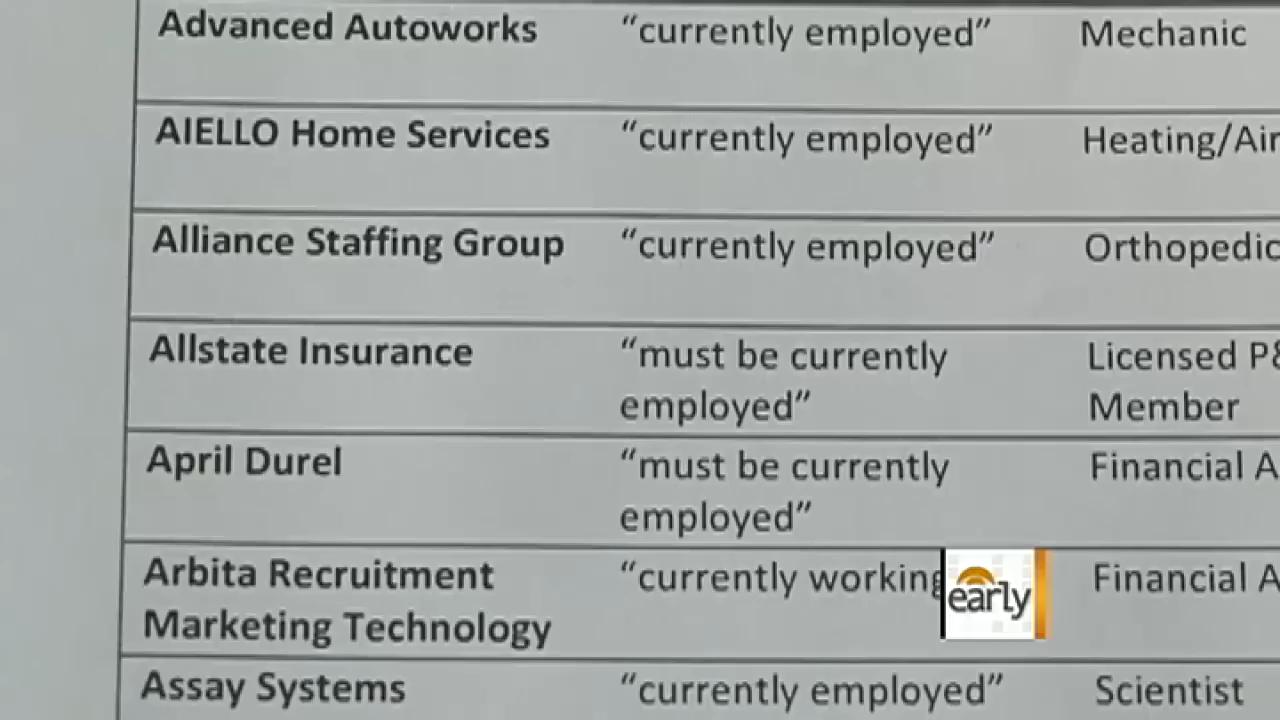 Advanced Autoworks “currently employed” Mechanic
AIELLO Home Services “currently employed” Heating/Air
Alliance Staffing Group “currently employed” Orthopedic
Allstate Insurance “must be currently Licensed P&
employed” Member
April Durel “must be currently Financial A
employed”
Arbita Recruitment “currently working Financial A
Marketing Technology
early
Assay Systems “currently employed” Scientist